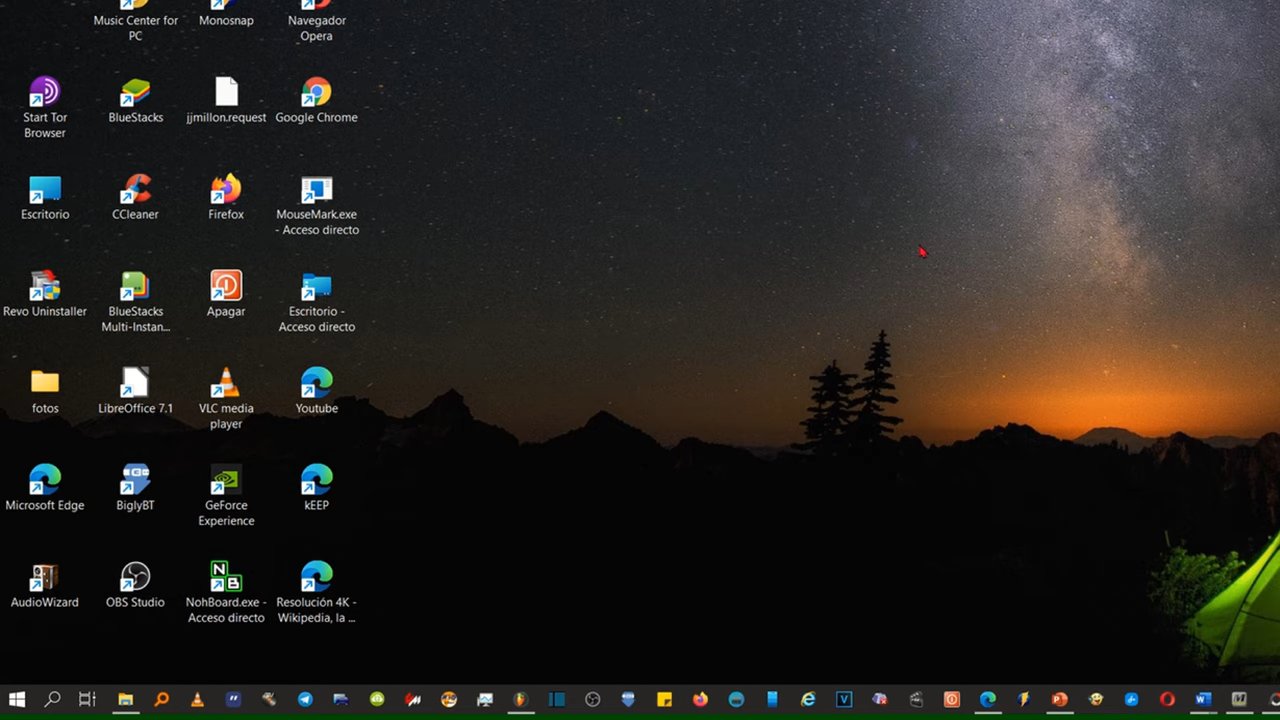 Music Center for
PC
Monosnap
Navegador
Opera
Start Tor
Browser
BlueStacks
jjmillon.request
Google Chrome
Escritorio
CCleaner
Firefox
MouseMark.exe
- Acceso directo
Revo Uninstaller
BlueStacks
Multi-Instan...
Apagar
Escritorio -
Acceso directo
fotos
LibreOffice 7.1
VLC media
player
Youtube
Microsoft Edge
BiglyBT
GeForce
Experience
kEEP
AudioWizard
OBS Studio
NohBoard.exe -
Acceso directo
Resolución 4K -
Wikipedia, la ...